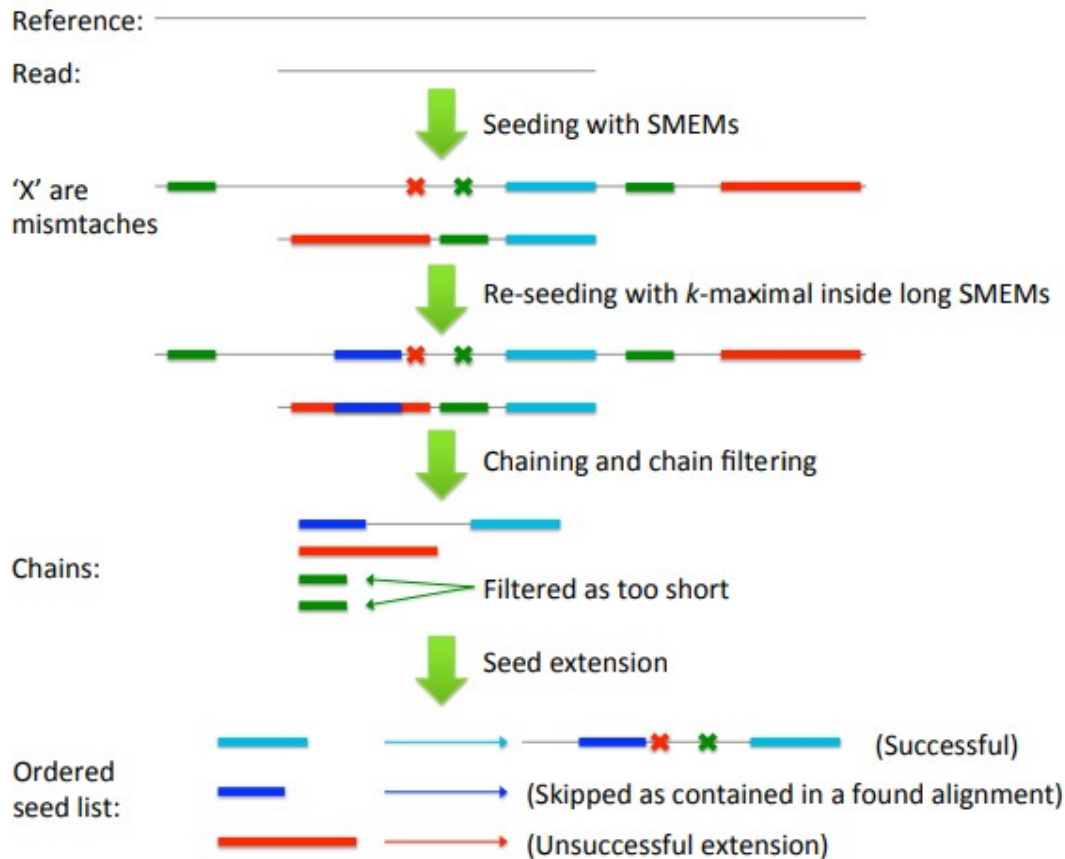 Reference:
Read:
Seeding with SMEMs
'X' are
mismtaches
Re-seeding with k-maximal inside long SMEMs
Chaining and chain filtering
Chains:
Filtered as too short
Seed extension
(Successful)
Ordered
seed list:
(Skipped as contained in a found alignment)
(Unsuccessful extension)